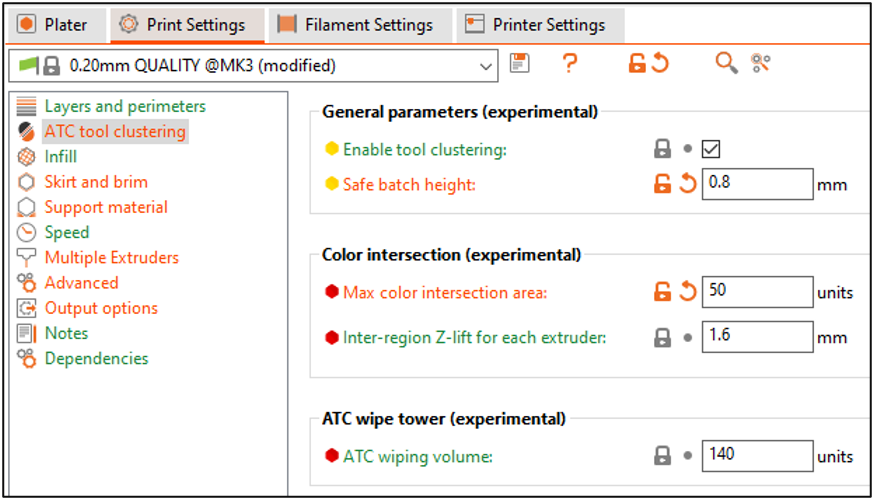 Plater Print Settings Filament Settings Printer Settings
0.20mm QUALITY @MK3 (modified)
Layers and perimeters
ATC tool clustering
Infill
Skirt and brim
Support material
Speed
Multiple Extruders
Advanced
Output options
Notes
Dependencies
General parameters (experimental)
Enable tool clustering:
Safe batch height: 0.8 mm
Color intersection (experimental)
Max color intersection area: 50 units
Inter-region Z-lift for each extruder: 1.6 mm
ATC wipe tower (experimental)
ATC wiping volume: 140 units